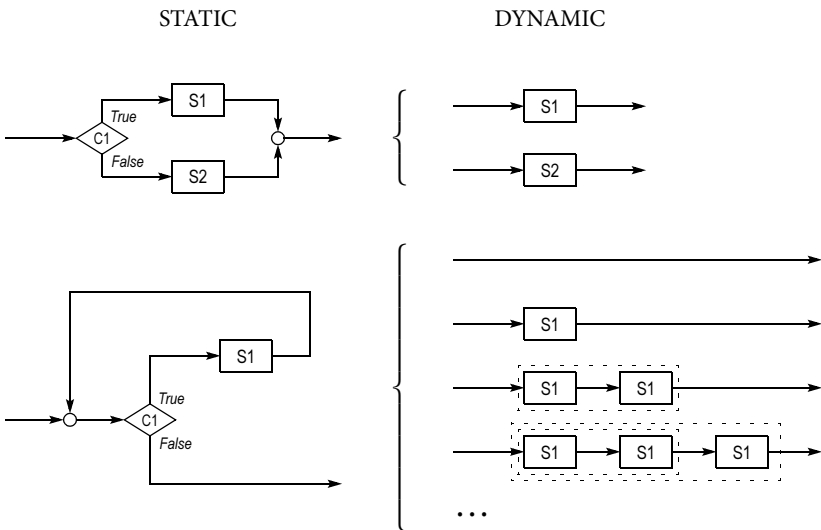 STATIC
DYNAMIC
S1
True
C1
False
S2
S1
S2
S1
True
C1
False
S1
S1 S1
S1 S1 S1
...